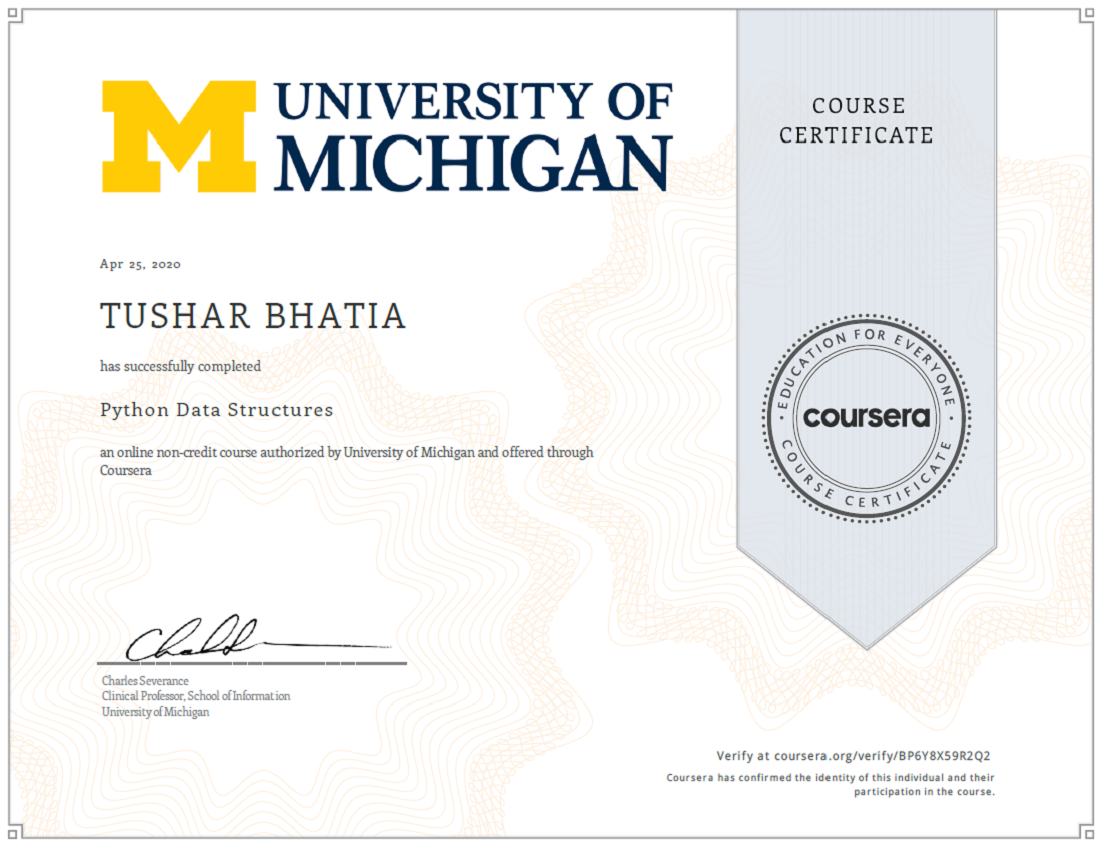 UNIVERSITY OF
MICHIGAN
COURSE
CERTIFICATE
Apr 25, 2020
TUSHAR BHATIA
has successfully completed
Python Data Structures
an online non-credit course authorized by University of Michigan and offered through
Coursera
EDUCATION FOR EVERYONE
coursera
COURSE CERTIFICATE
Charles Severance
Clinical Professor, School of Information
University of Michigan
Verify at coursera.org/verify/BP6Y8X59R2Q2
Coursera has confirmed the identity of this individual and their
participation in the course.